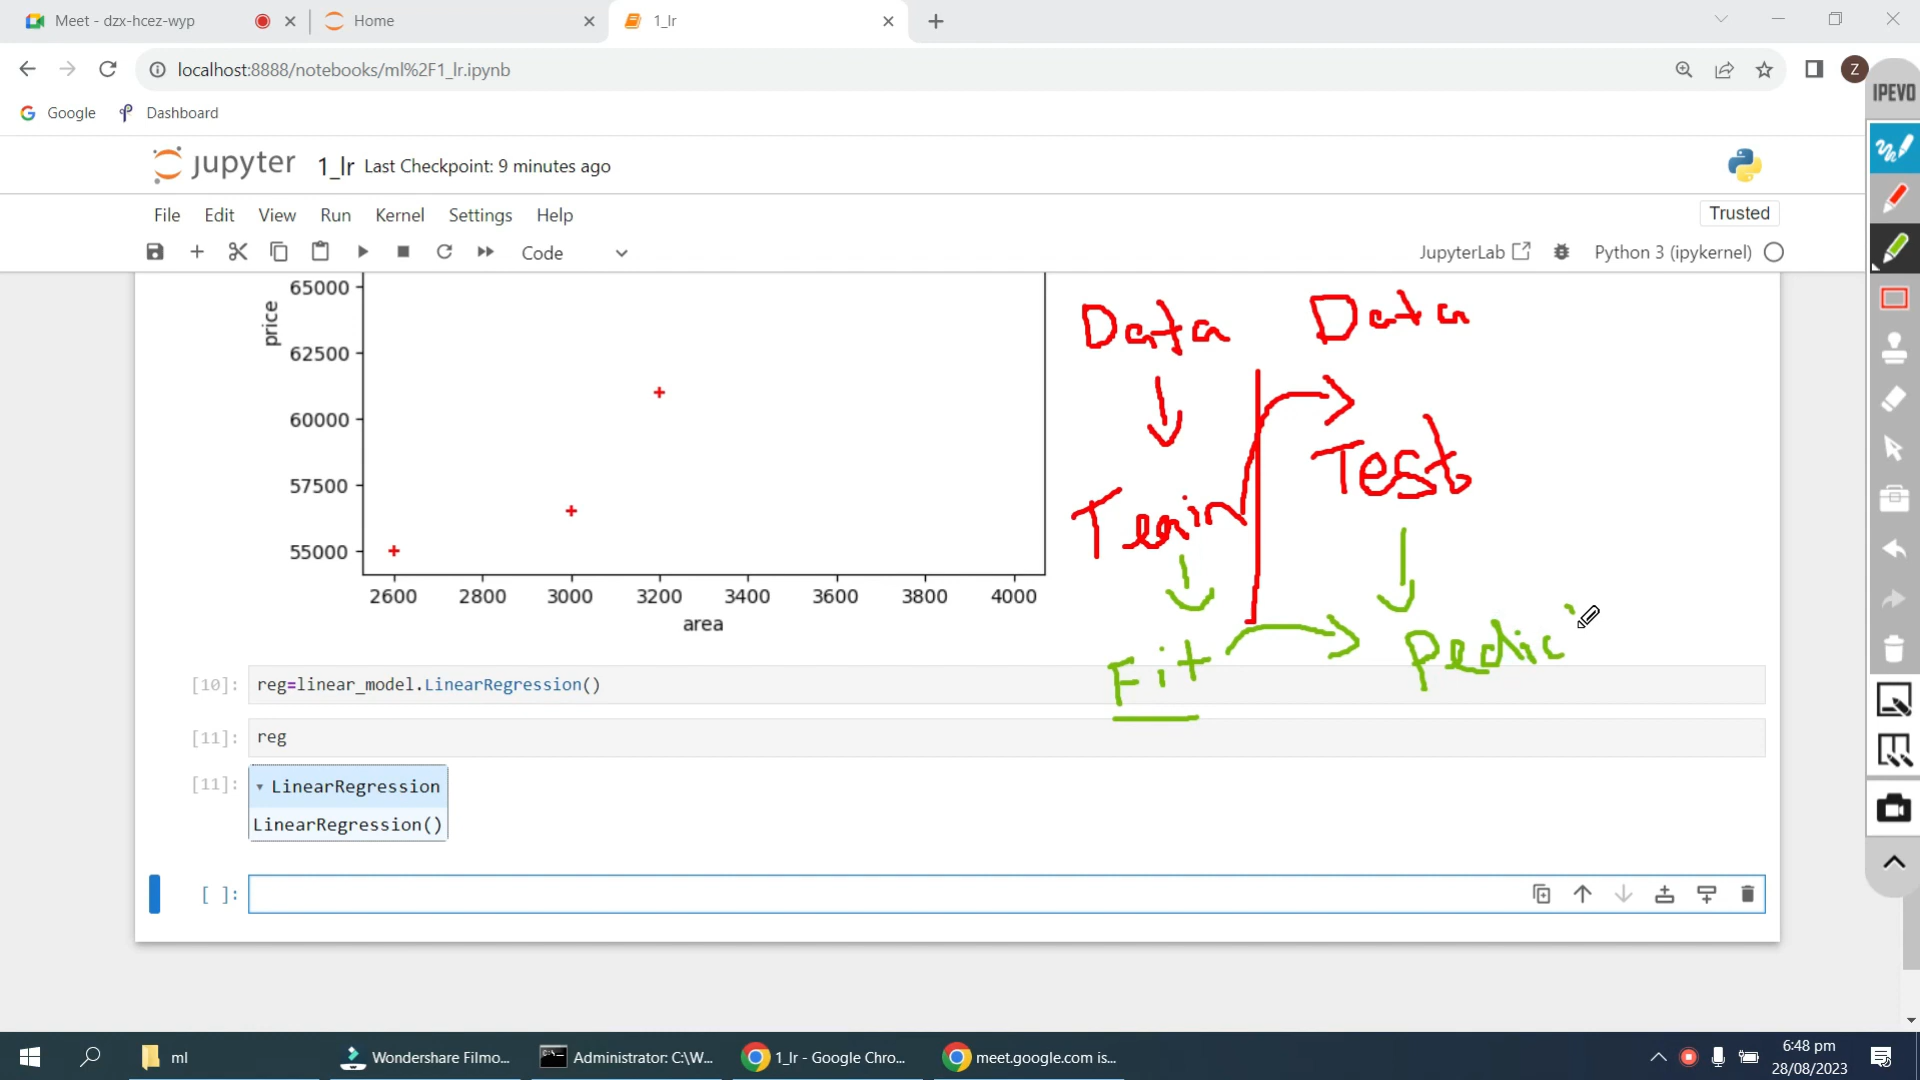 Meet - dzx-hcez-wyp
Home
1_lr
localhost:8888/notebooks/ml%2F1_lr.ipynb
Z
IPEVO
Google
Dashboard
jupyter
1_lr
Last Checkpoint: 9 minutes ago
File
Edit
View
Run
Kernel
Settings
Help
Trusted
Code
JupyterLab
Python 3 (ipykernel)
price
65000
62500
60000
57500
55000
2600 2800 3000 3200 3400 3600 3800 4000
area
Data
Train
Fit
Data
Test
Pedic
[10]: reg=linear_model.LinearRegression()
[11]: reg
[11]: LinearRegression
LinearRegression()
[ ]:
ml
Wondershare Filmo...
Administrator: C:\W...
1_lr - Google Chro...
meet.google.com is...
6:48 pm
28/08/2023